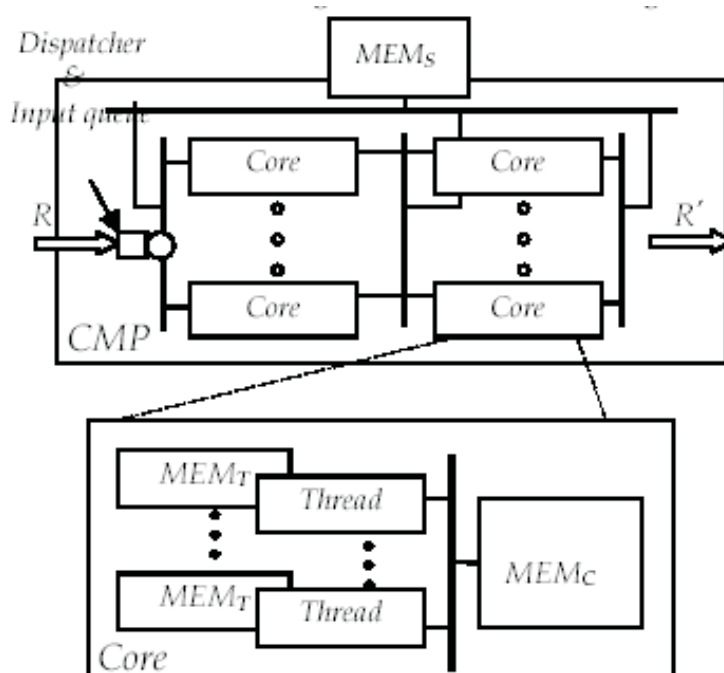 Dispatcher
&
Input queue
MEMS
Core
Core
R
R'
Core
Core
CMP
MEMT
Thread
MEMC
MEMT
Thread
Core